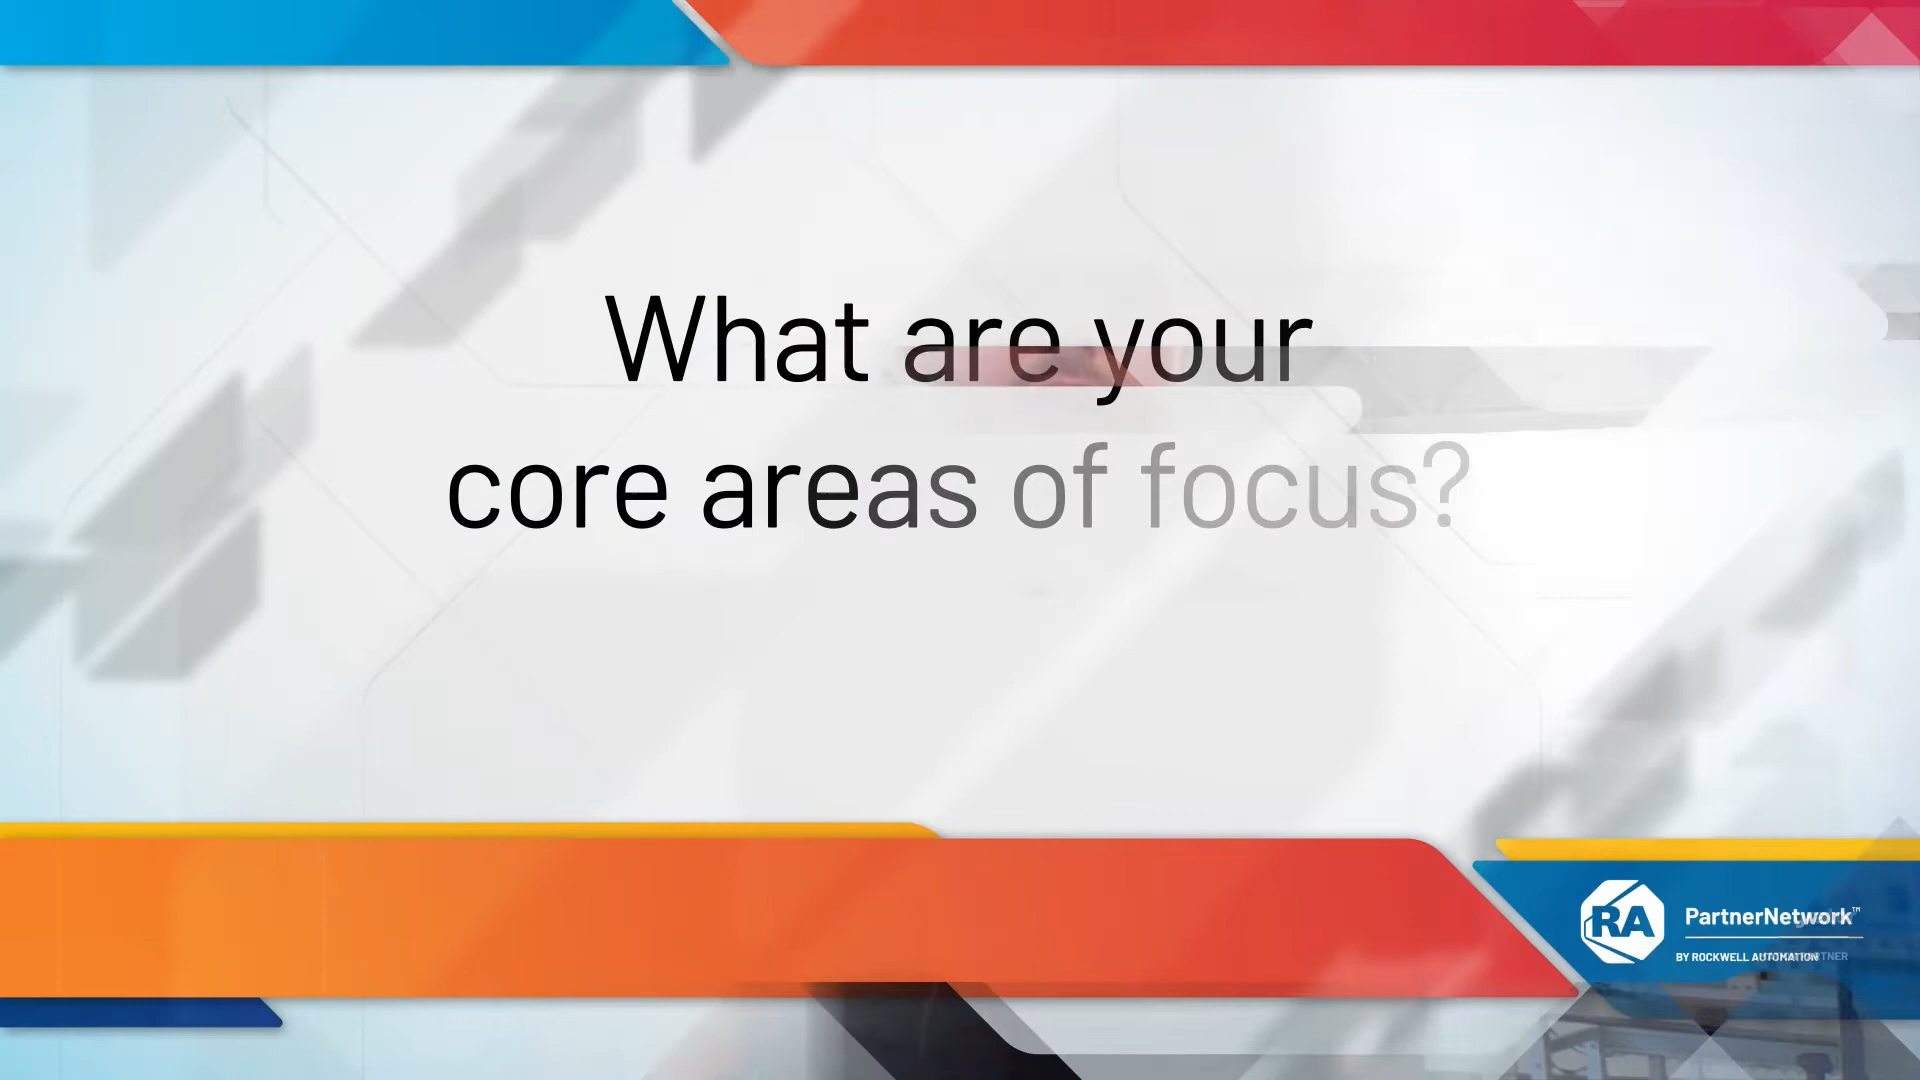 What are your
core areas of focus?
RA
PartnerNetwork™
BY ROCKWELL AUTOMATION